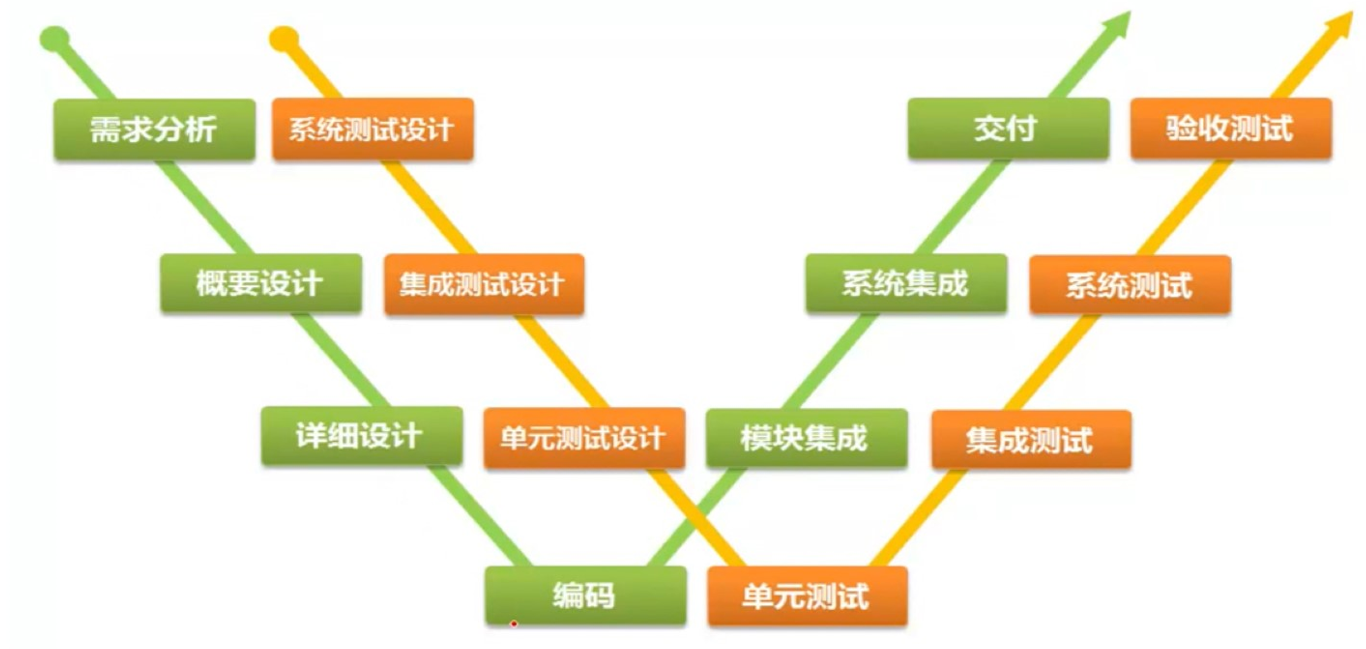 需求分析
系统测试设计
交付
验收测试
概要设计
集成测试设计
系统集成
系统测试
详细设计
单元测试设计
模块集成
集成测试
编码
单元测试